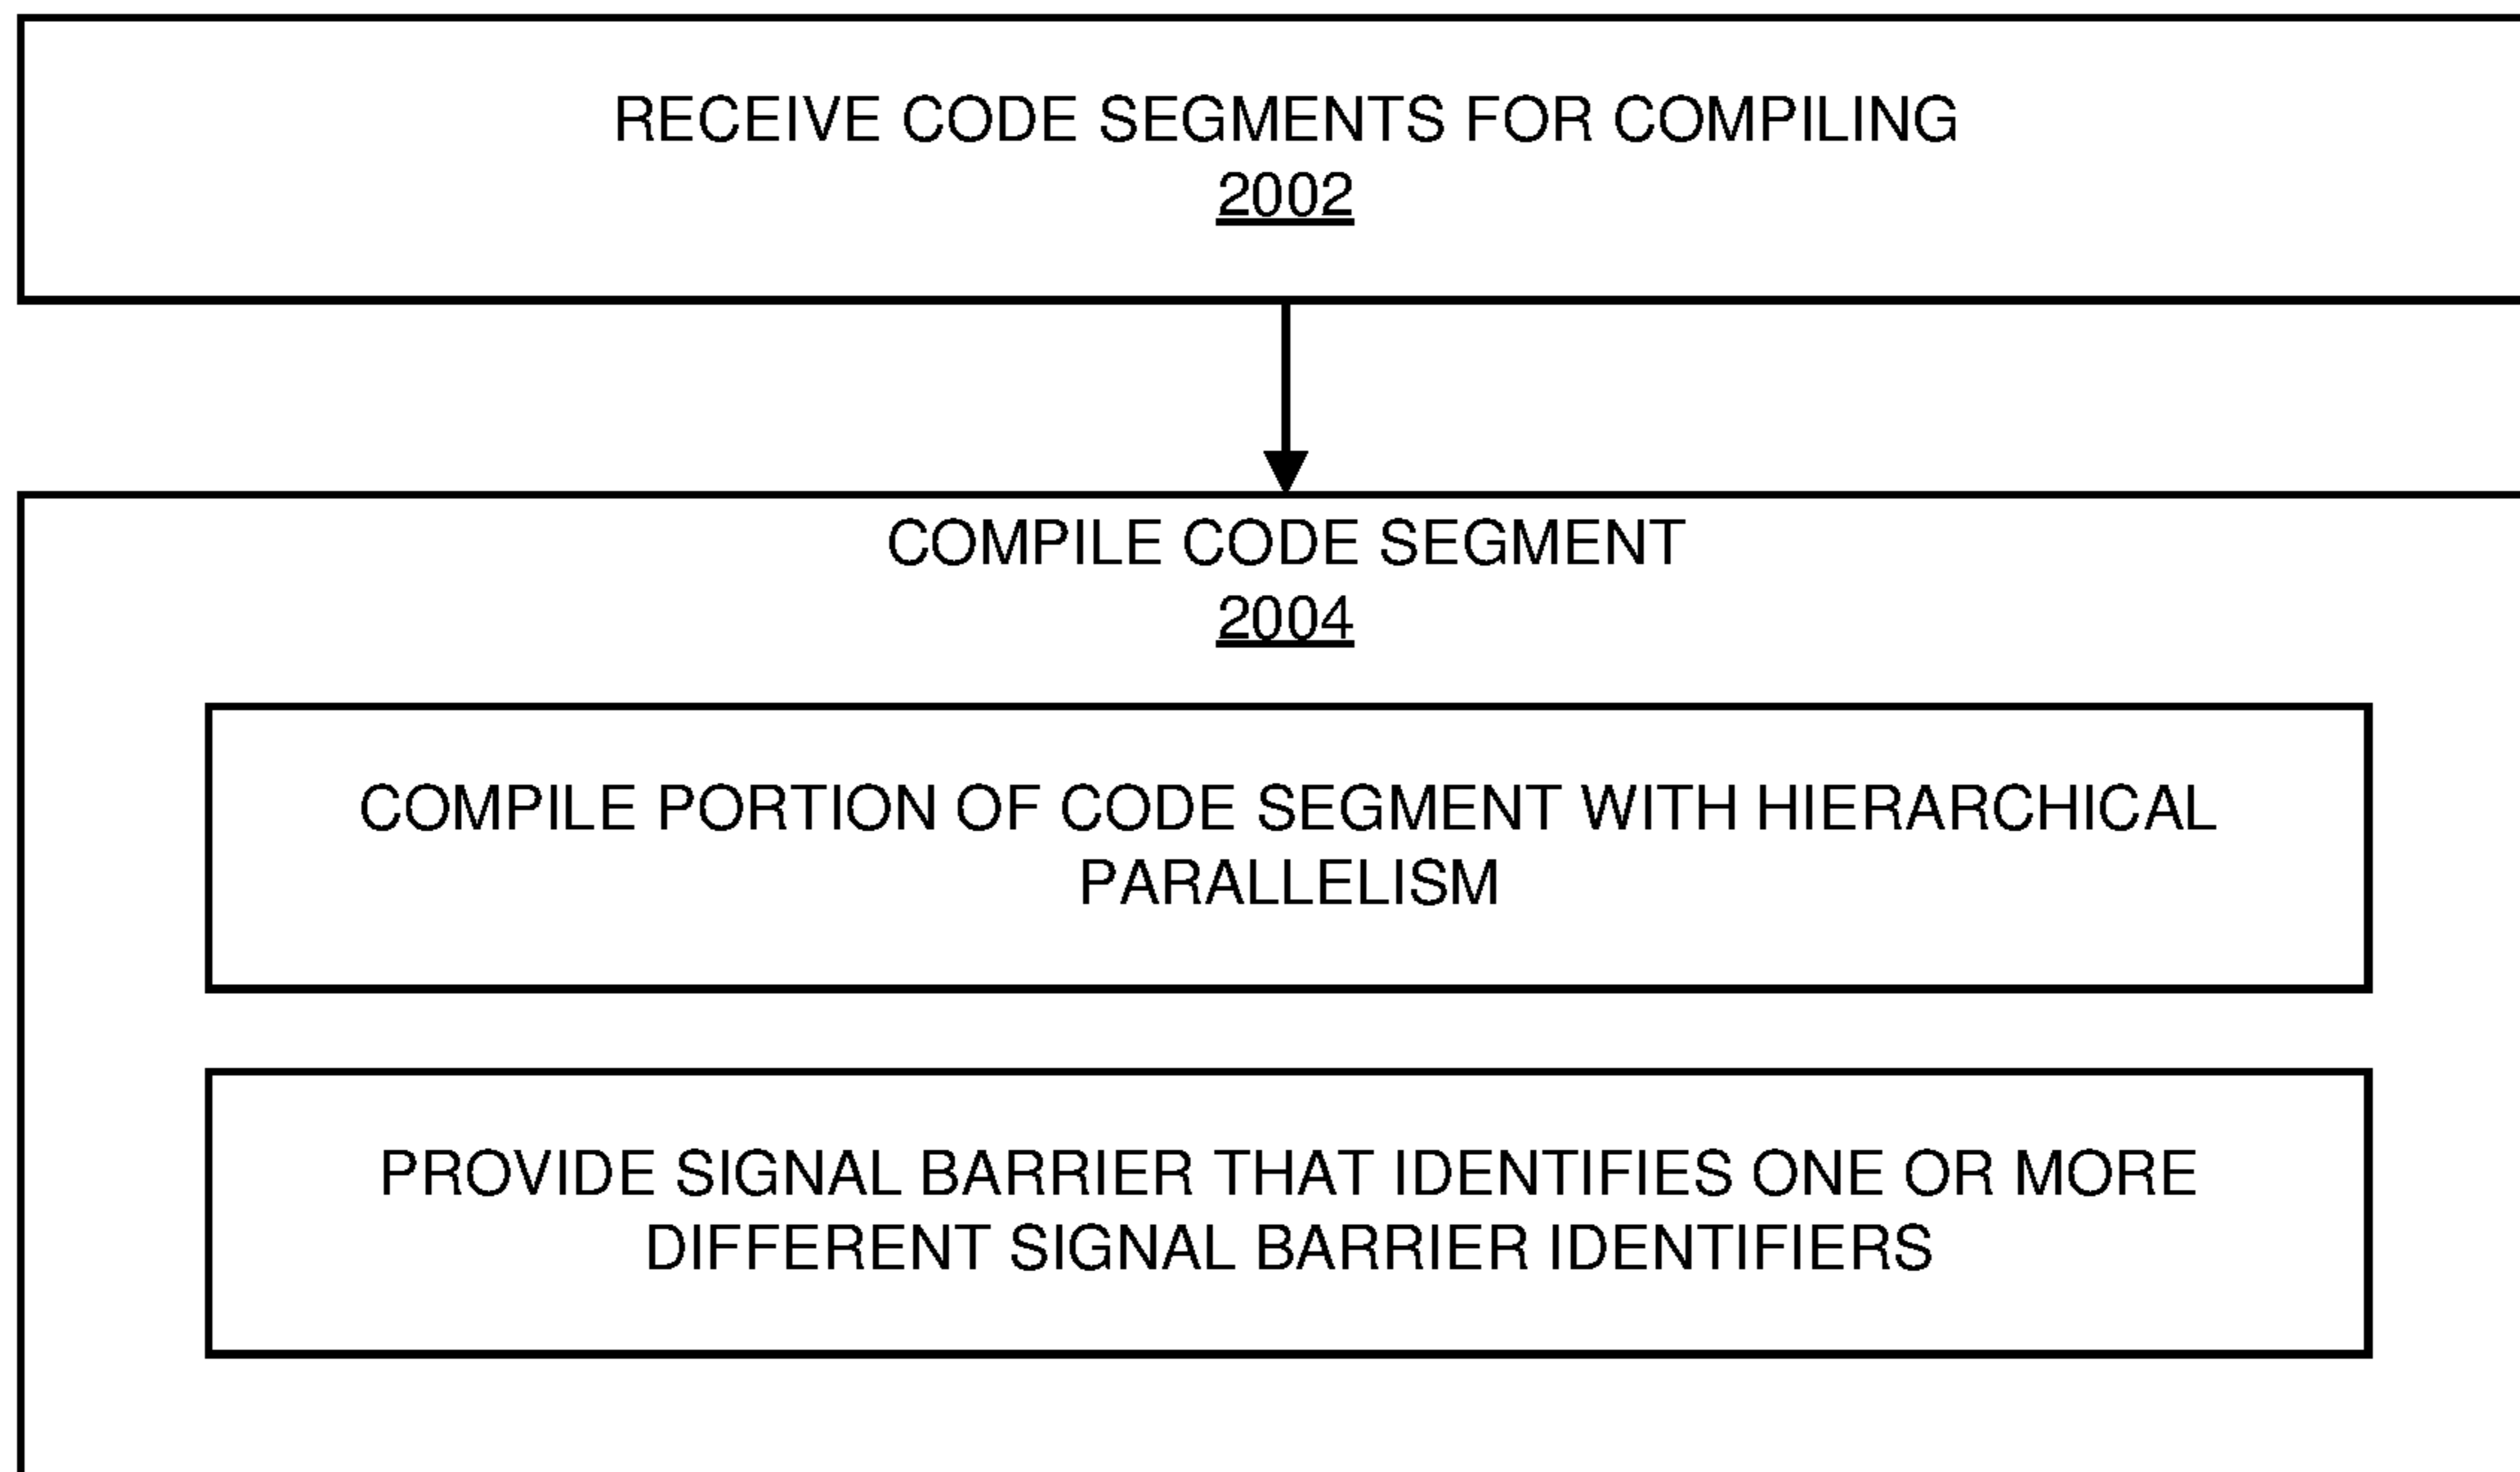 RECEIVE CODE SEGMENTS FOR COMPILING
2002
COMPILE CODE SEGMENT
2004
COMPILE PORTION OF CODE SEGMENT WITH HIERARCHICAL
PARALLELISM
PROVIDE SIGNAL BARRIER THAT IDENTIFIES ONE OR MORE
DIFFERENT SIGNAL BARRIER IDENTIFIERS